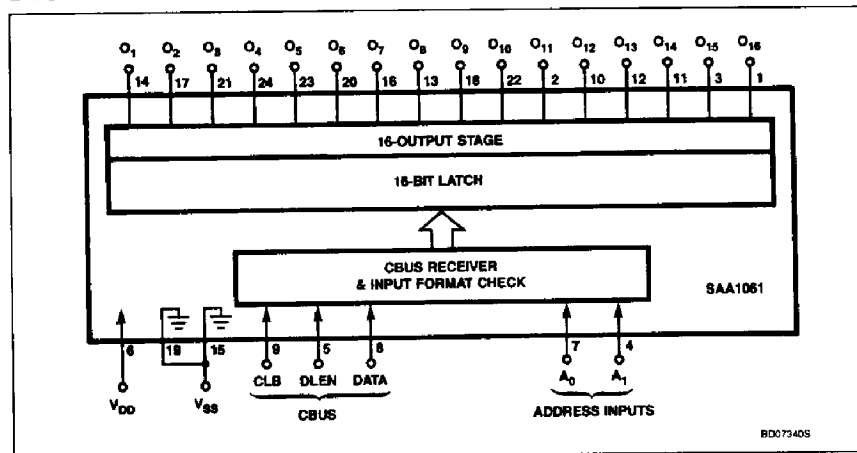 O1 O2 O3 O4 O5 O6 O7 O8 O9 O10 O11 O12 O13 O14 O15 O16
14 17 21 24 23 20 16 13 18 22 2 10 12 11 3 1
16-OUTPUT STAGE
16-BIT LATCH
CBUS RECEIVER
& INPUT FORMAT CHECK
SAA1061
6 19 15 9 5 8 7 4
VDD VSS CLB DLEN DATA A0 A1
CBUS ADDRESS INPUTS
BD07340S